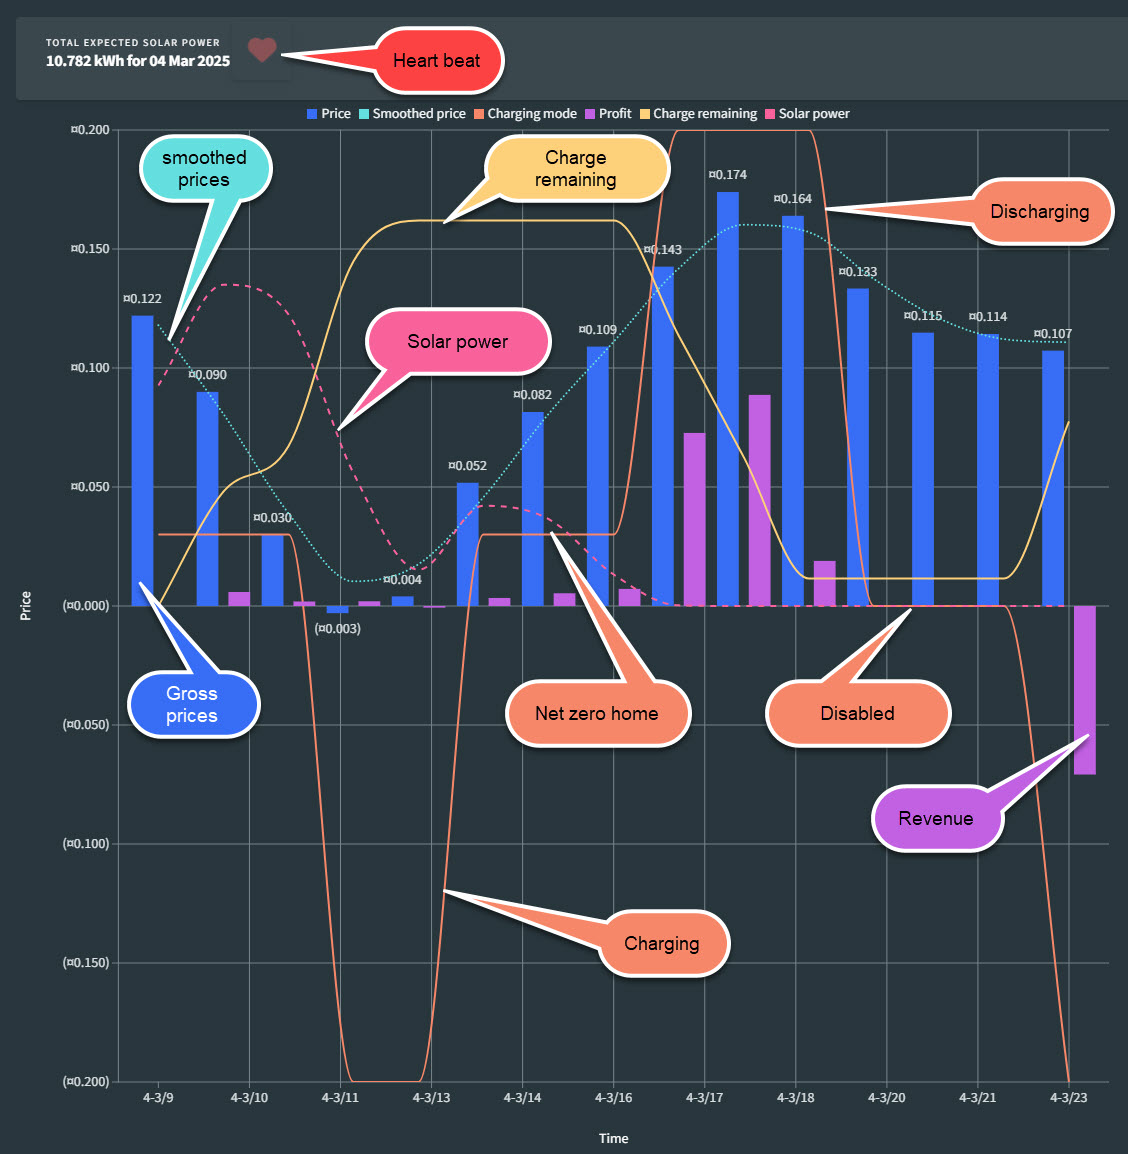 TOTAL EXPECTED SOLAR POWER
10.782 kWh for 04 Mar 2025
Heart beat
Price
Smoothed price
Charging mode
Profit
Charge remaining
Solar power
¤0.200
¤0.150
¤0.100
¤0.050
(¤0.000)
(¤0.050)
(¤0.100)
(¤0.150)
(¤0.200)
Price
smoothed
prices
Charge
remaining
Discharging
Solar power
Gross
prices
Net zero home
Disabled
Revenue
Charging
¤0.122
¤0.090
¤0.030
(¤0.003)
¤0.004
¤0.052
¤0.082
¤0.109
¤0.143
¤0.174
¤0.164
¤0.133
¤0.115
¤0.114
¤0.107
4-3/9
4-3/10
4-3/11
4-3/13
4-3/14
4-3/16
4-3/17
4-3/18
4-3/20
4-3/21
4-3/23
Time